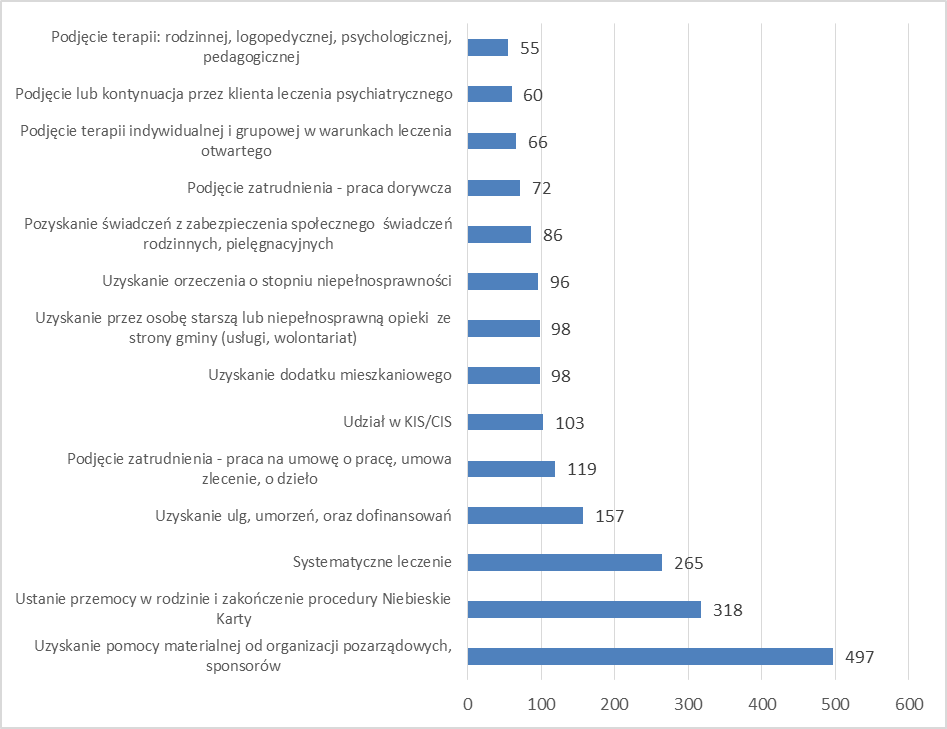 Podjęcie terapii: rodzinnej, logopedycznej, psychologicznej,
pedagogicznej
55
Podjęcie lub kontynuacja przez klienta leczenia psychiatrycznego
60
Podjęcie terapii indywidualnej i grupowej w warunkach leczenia
otwartego
66
Podjęcie zatrudnienia - praca dorywcza
72
Pozyskanie świadczeń z zabezpieczenia społecznego  świadczeń
rodzinnych, pielęgnacyjnych
86
Uzyskanie orzeczenia o stopniu niepełnosprawności
96
Uzyskanie przez osobę starszą lub niepełnosprawną opieki  ze
strony gminy (usługi, wolontariat)
98
Uzyskanie dodatku mieszkaniowego
98
Udział w KIS/CIS
103
Podjęcie zatrudnienia - praca na umowę o pracę, umowa
zlecenie, o dzieło
119
Uzyskanie ulg, umorzeń, oraz dofinansowań
157
Systematyczne leczenie
265
Ustanie przemocy w rodzinie i zakończenie procedury Niebieskie
Karty
318
Uzyskanie pomocy materialnej od organizacji pozarządowych,
sponsorów
497
0 100 200 300 400 500 600